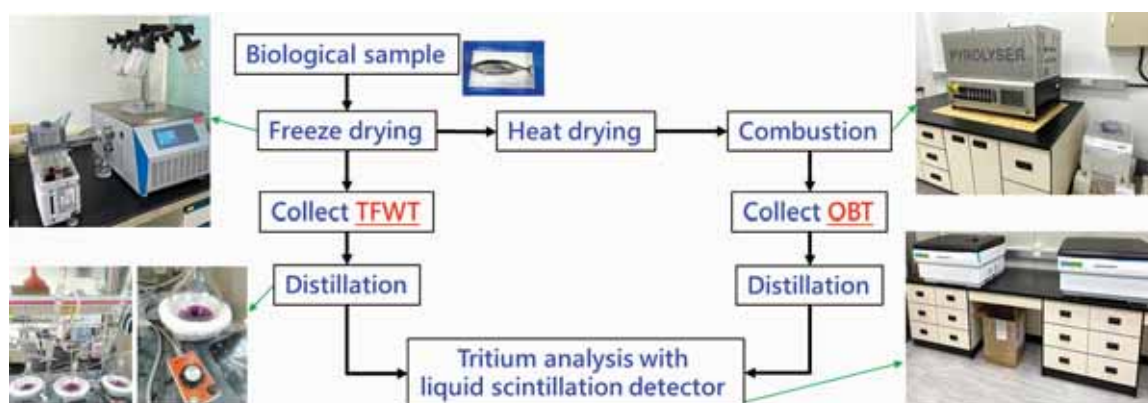 Biological sample
Freeze drying
Heat drying
Combustion
PYROLYSER
Collect TFWT
Collect OBT
Distillation
Distillation
Tritium analysis with
liquid scintillation detector